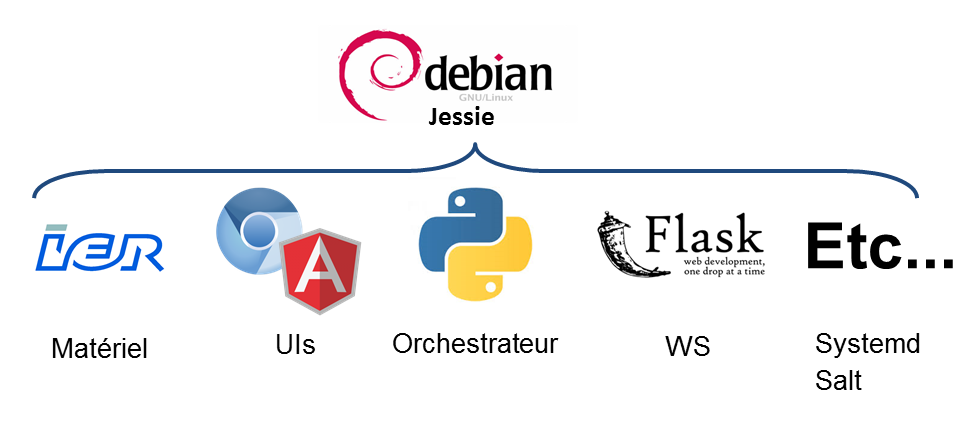 debian
GNU/Linux
Jessie
IER
A
Flask
web development,
one drop at a time
Etc...
Matériel
UIs
Orchestrateur
WS
Systemd
Salt